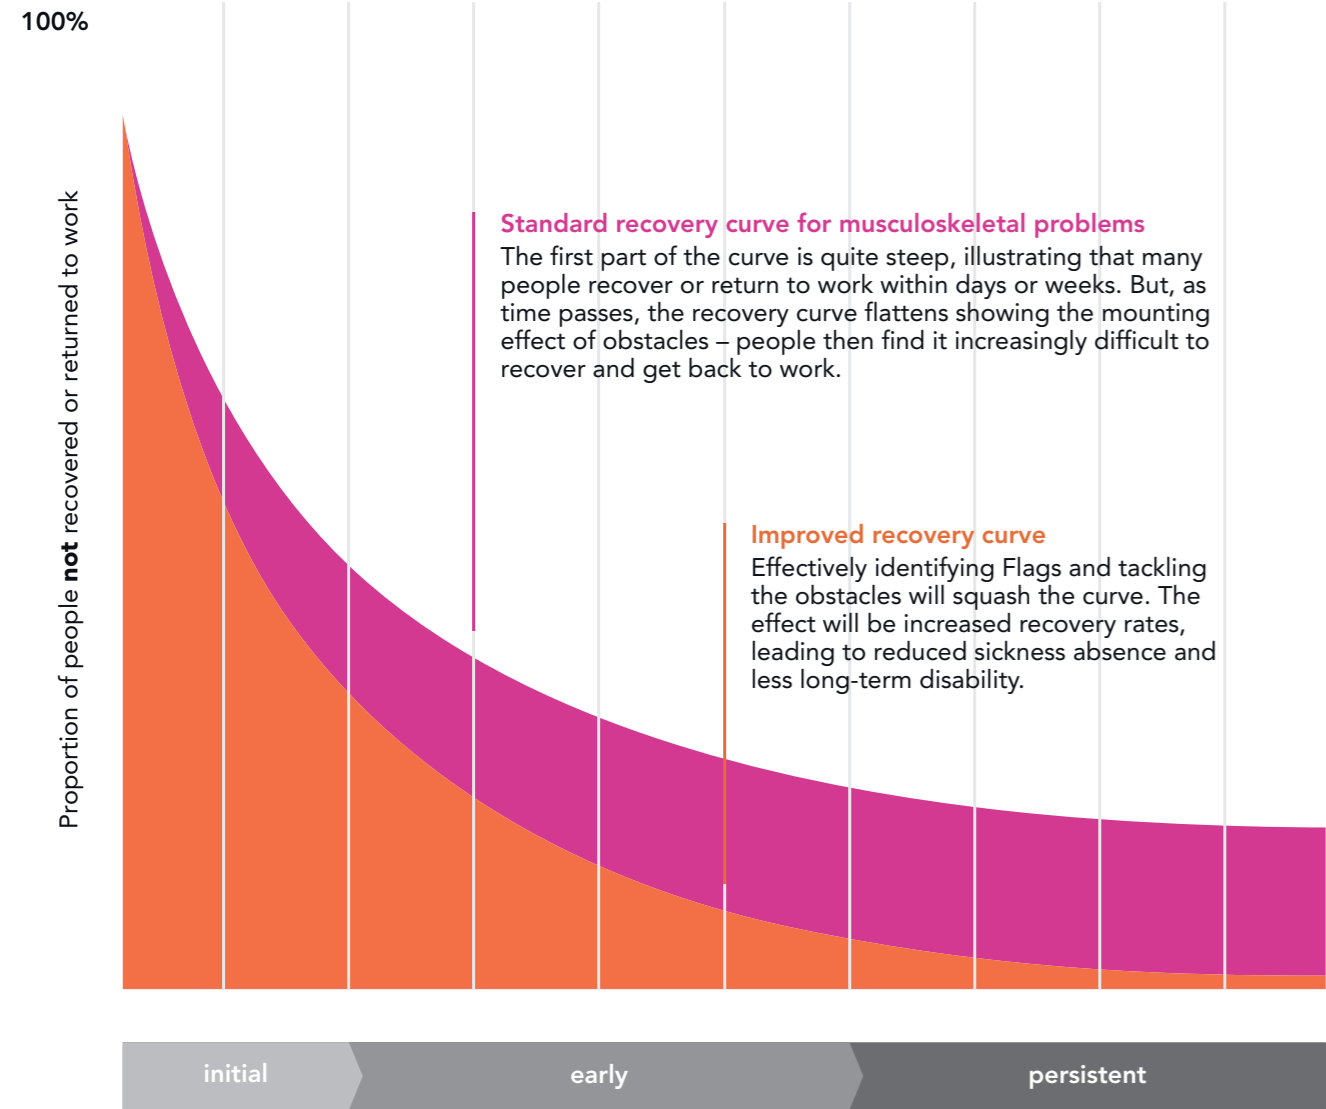 100%
Proportion of people not recovered or returned to work
Standard recovery curve for musculoskeletal problems
The first part of the curve is quite steep, illustrating that many
people recover or return to work within days or weeks. But, as
time passes, the recovery curve flattens showing the mounting
effect of obstacles – people then find it increasingly difficult to
recover and get back to work.
Improved recovery curve
Effectively identifying Flags and tackling
the obstacles will squash the curve. The
effect will be increased recovery rates,
leading to reduced sickness absence and
less long-term disability.
initial
early
persistent